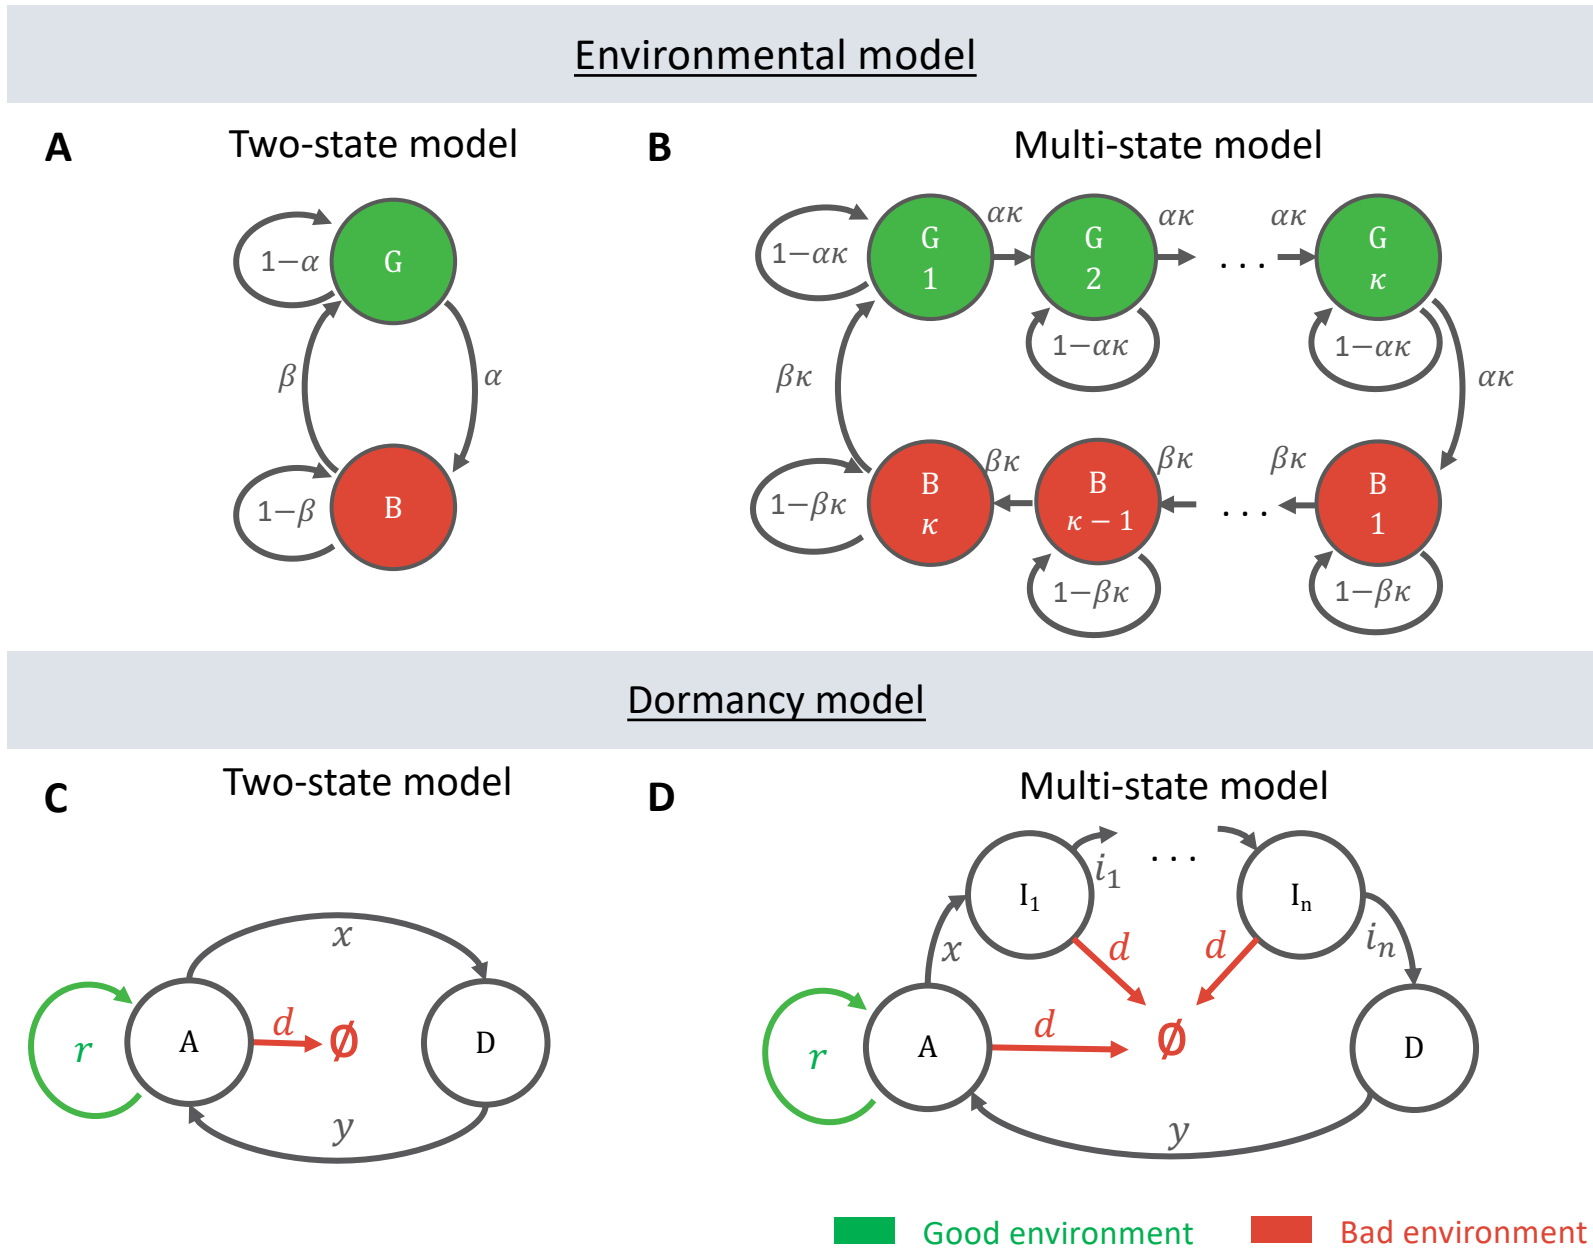 Environmental model
A
Two-state model
1−α
G
β
α
1−β
B
B
Multi-state model
1−ακ
G
1
ακ
G
2
ακ
. . .
ακ
G
κ
1−ακ
1−ακ
βκ
ακ
1−βκ
B
κ
βκ
B
κ − 1
βκ
. . .
βκ
B
1
1−βκ
1−βκ
Dormancy model
C
Two-state model
x
r
A
d
∅
D
y
D
Multi-state model
I₁
i₁
. . .
Iₙ
iₙ
x
d
d
r
A
d
∅
D
y
Good environment
Bad environment